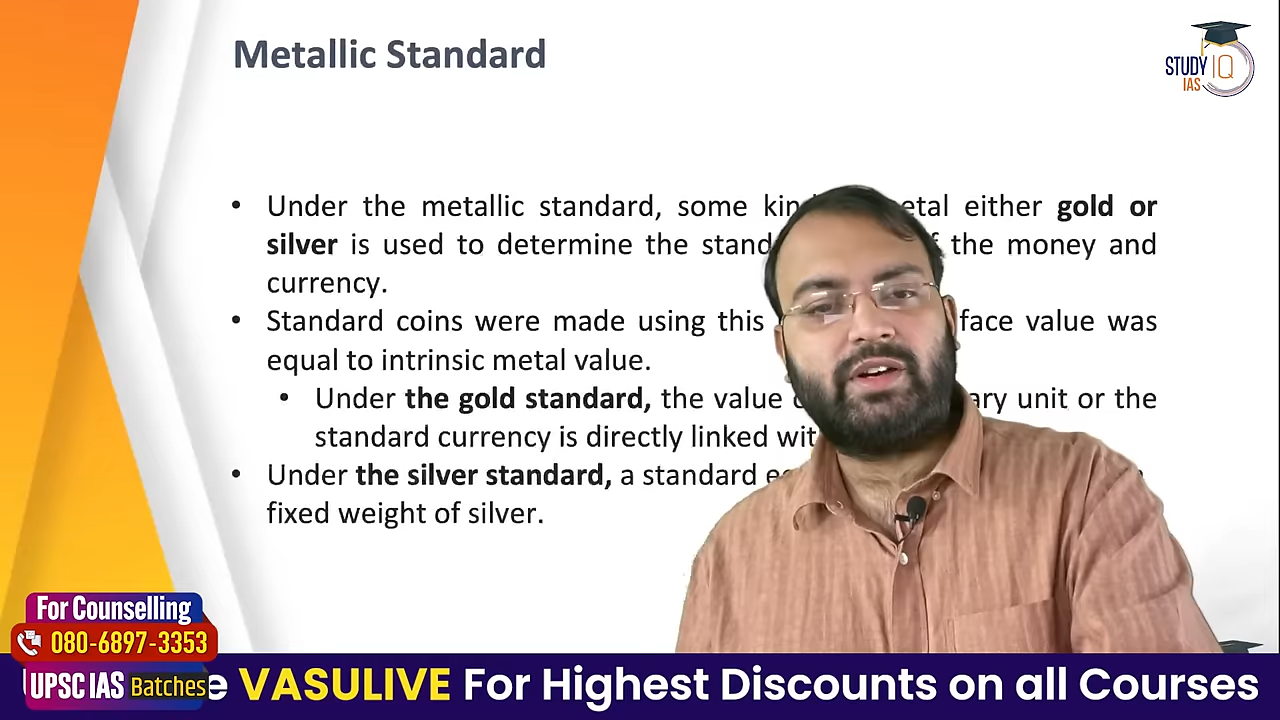 Metallic Standard
STUDY IQ
IAS
• Under the metallic standard, some etal either gold or
silver is used to determine the the money and
currency.
• Standard coins were made using this face value was
equal to intrinsic metal value.
• Under the gold standard, the value ary unit or the
standard currency is directly linked
• Under the silver standard, a standard
fixed weight of silver.
For Counselling
080-6897-3353
UPSC IAS Batches
e VASULIVE For Highest Discounts on all Courses